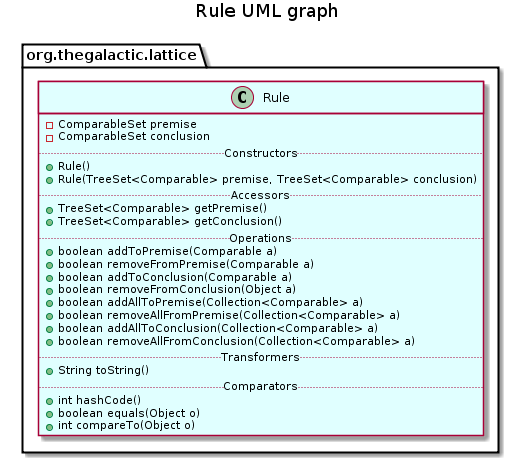 Rule UML graph
org.thegalactic.lattice
C Rule
ComparableSet premise
ComparableSet conclusion
Constructors
Rule()
Rule(TreeSet<Comparable> premise, TreeSet<Comparable> conclusion)
Accessors
TreeSet<Comparable> getPremise()
TreeSet<Comparable> getConclusion()
Operations
boolean addToPremise(Comparable a)
boolean removeFromPremise(Comparable a)
boolean addToConclusion(Comparable a)
boolean removeFromConclusion(Object a)
boolean addAllToPremise(Collection<Comparable> a)
boolean removeAllFromPremise(Collection<Comparable> a)
boolean addAllToConclusion(Collection<Comparable> a)
boolean removeAllFromConclusion(Collection<Comparable> a)
Transformers
String toString()
Comparators
int hashCode()
boolean equals(Object o)
int compareTo(Object o)